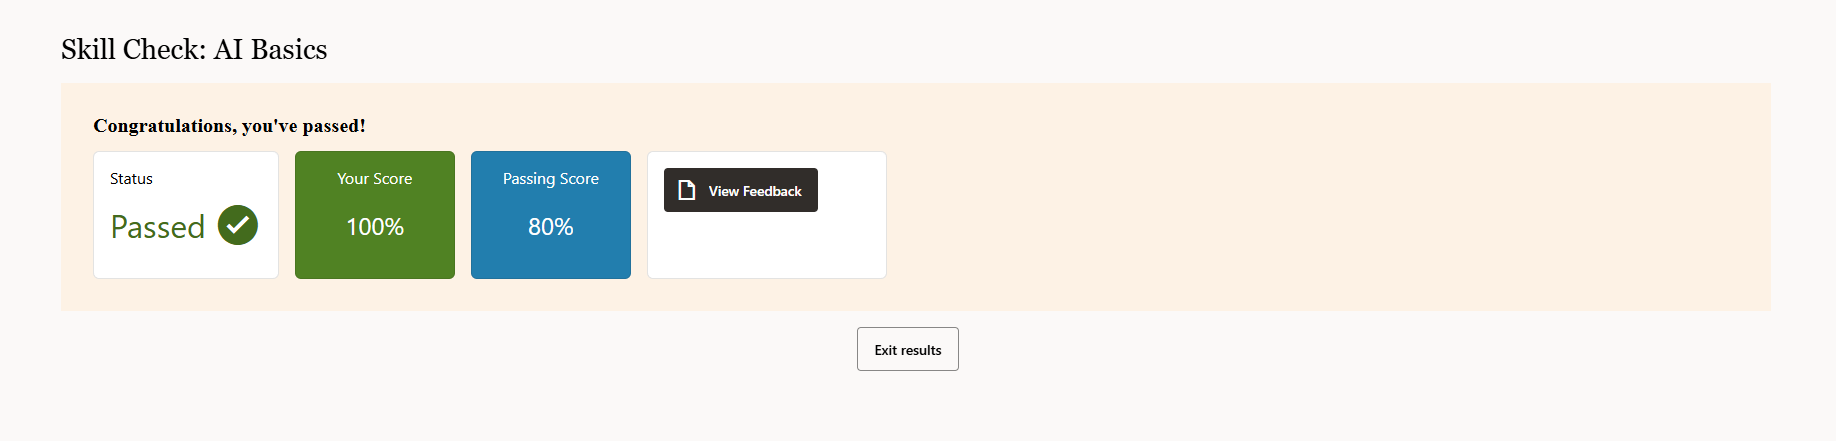 Skill Check: AI Basics
Congratulations, you've passed!
Status
Passed
Your Score
100%
Passing Score
80%
View Feedback
Exit results